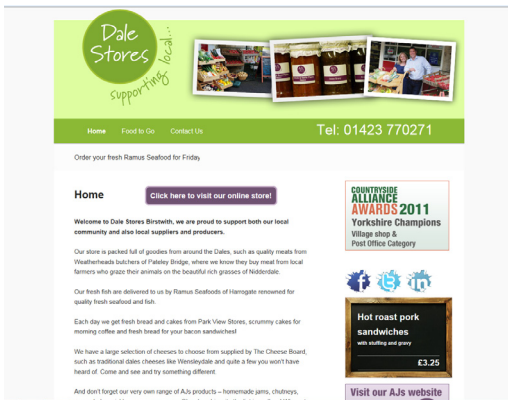 Dale
Stores
supporting local...
Home Food to Go Contact Us
Tel: 01423 770271
Order your fresh Ramus Seafood for Friday
Home
Click here to visit our online store!
Welcome to Dale Stores Birstwith, we are proud to support both our local
community and also local suppliers and producers.
Our store is packed full of goodies from around the Dales, such as quality meats from
Weatherheads butchers of Pateley Bridge, where we know they buy meat from local
farmers who graze their animals on the beautiful rich grasses of Nidderdale.
Our fresh fish are delivered to us by Ramus Seafoods of Harrogate renowned for
quality fresh seafood and fish.
Each day we get fresh bread and cakes from Park View Stores, scrummy cakes for
morning coffee and fresh bread for your bacon sandwiches!
We have a large selection of cheeses to choose from supplied by The Cheese Board,
such as traditional dales cheeses like Wensleydale and quite a few you won't have
heard of. Come and see and try something different.
And don't forget our very own range of AJs products – homemade jams, chutneys,
COUNTRYSIDE
ALLIANCE
AWARDS 2011
Yorkshire Champions
Village shop &
Post Office Category
Hot roast pork
sandwiches
with stuffing and gravy
£3.25
Visit our AJs website